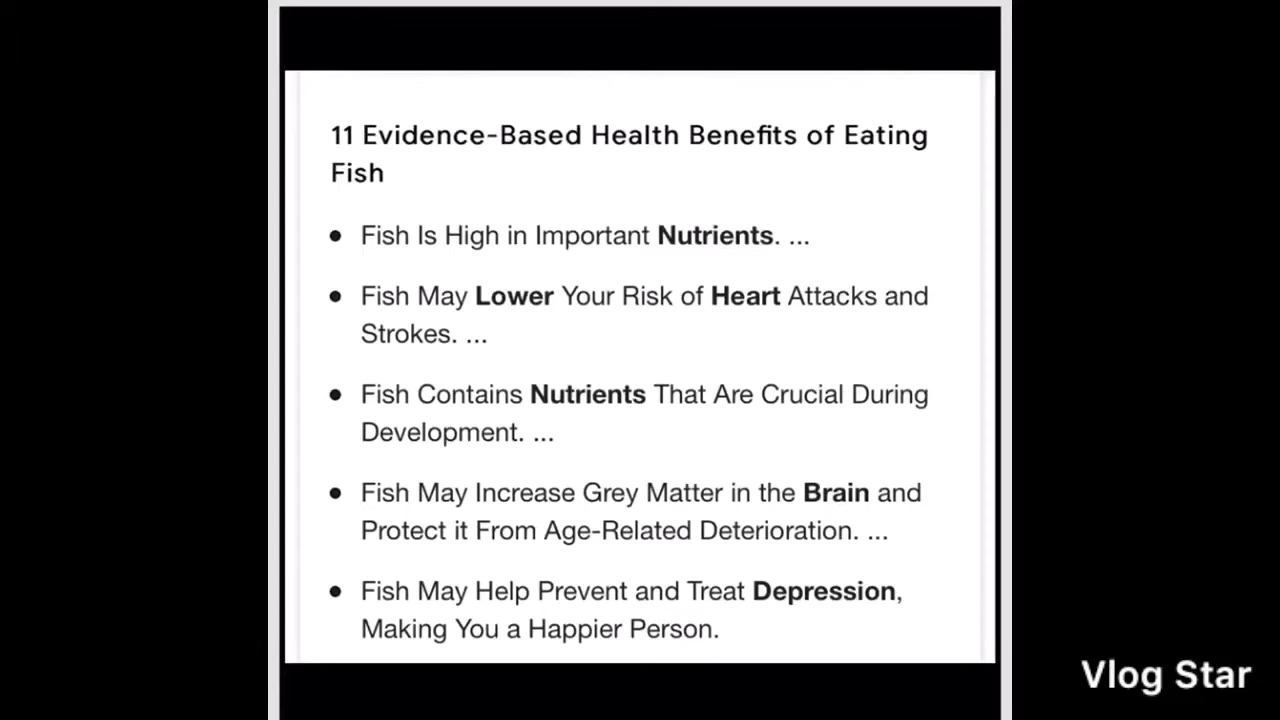 11 Evidence-Based Health Benefits of Eating
Fish
• Fish Is High in Important Nutrients. ...
• Fish May Lower Your Risk of Heart Attacks and
Strokes. ...
• Fish Contains Nutrients That Are Crucial During
Development. ...
• Fish May Increase Grey Matter in the Brain and
Protect it From Age-Related Deterioration. ...
• Fish May Help Prevent and Treat Depression,
Making You a Happier Person.
Vlog Star